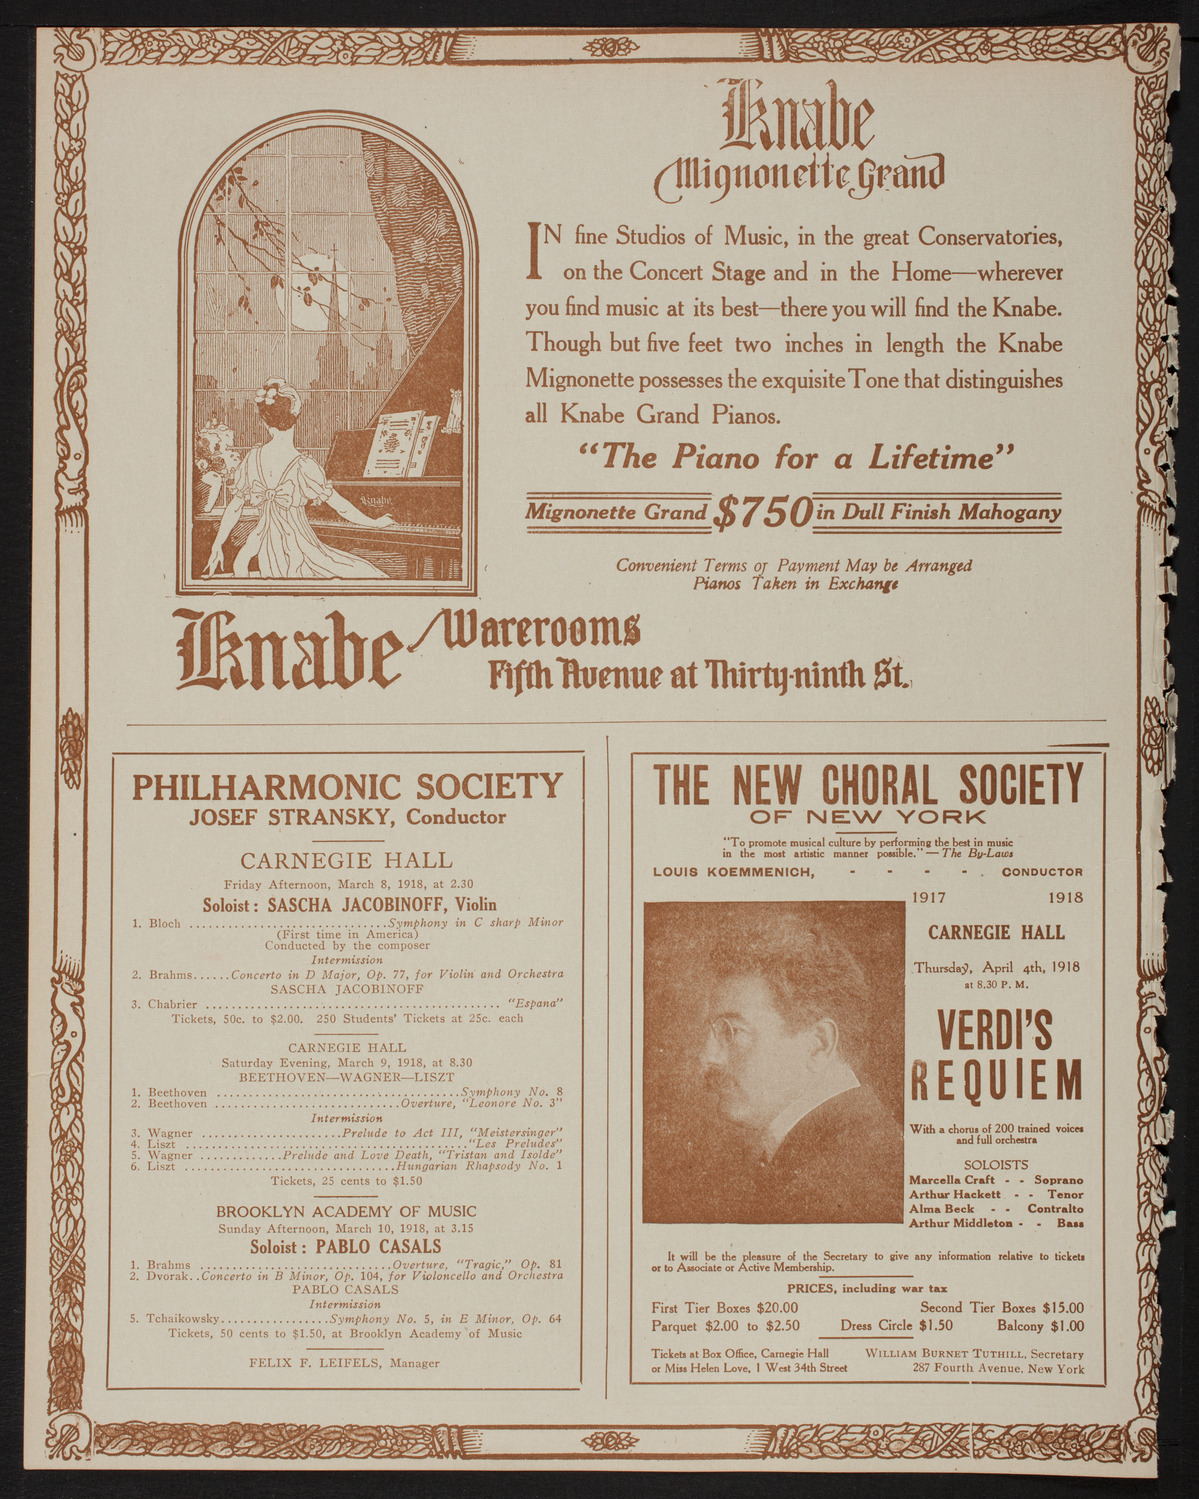 Knabe
Mignonette Grand
IN fine Studios of Music, in the great Conservatories,
on the Concert Stage and in the Home—wherever
you find music at its best—there you will find the Knabe.
Though but five feet two inches in length the Knabe
Mignonette possesses the exquisite Tone that distinguishes
all Knabe Grand Pianos.
"The Piano for a Lifetime"
Mignonette Grand $750 in Dull Finish Mahogany
Convenient Terms of Payment May be Arranged
Pianos Taken in Exchange
Knabe
Knabe Warerooms
Fifth Avenue at Thirty-ninth St.
PHILHARMONIC SOCIETY
JOSEF STRANSKY, Conductor
CARNEGIE HALL
Friday Afternoon, March 8, 1918, at 2.30
Soloist: SASCHA JACOBINOFF, Violin
1. Bloch ..............................Symphony in C sharp Minor
(First time in America)
Conducted by the composer
Intermission
2. Brahms......Concerto in D Major, Op. 77, for Violin and Orchestra
SASCHA JACOBINOFF
3. Chabrier ............................................. "Espana"
Tickets, 50c. to $2.00. 250 Students' Tickets at 25c. each
CARNEGIE HALL
Saturday Evening, March 9, 1918, at 8.30
BEETHOVEN—WAGNER—LISZT
1. Beethoven ....................................Symphony No. 8
2. Beethoven ............................Overture, "Leonore No. 3"
Intermission
3. Wagner .....................Prelude to Act III, "Meistersinger"
4. Liszt ..........................................."Les Preludes"
5. Wagner .............Prelude and Love Death, "Tristan and Isolde"
6. Liszt ................................Hungarian Rhapsody No. 1
Tickets, 25 cents to $1.50
BROOKLYN ACADEMY OF MUSIC
Sunday Afternoon, March 10, 1918, at 3.15
Soloist: PABLO CASALS
1. Brahms .............................Overture, "Tragic," Op. 81
2. Dvorak..Concerto in B Minor, Op. 104, for Violoncello and Orchestra
PABLO CASALS
Intermission
5. Tchaikowsky.................Symphony No. 5, in E Minor, Op. 64
Tickets, 50 cents to $1.50, at Brooklyn Academy of Music
FELIX F. LEIFELS, Manager
THE NEW CHORAL SOCIETY
OF NEW YORK
"To promote musical culture by performing the best in music
in the most artistic manner possible."—The By-Laws
LOUIS KOEMMENICH, - - - - . CONDUCTOR
1917 1918
CARNEGIE HALL
Thursday, April 4th, 1918
at 8.30 P. M.
VERDI'S
REQUIEM
With a chorus of 200 trained voices
and full orchestra
SOLOISTS
Marcella Craft - - Soprano
Arthur Hackett - - Tenor
Alma Beck - - Contralto
Arthur Middleton - - Bass
It will be the pleasure of the Secretary to give any information relative to tickets
or to Associate or Active Membership.
PRICES, including war tax
First Tier Boxes $20.00 Second Tier Boxes $15.00
Parquet $2.00 to $2.50 Dress Circle $1.50 Balcony $1.00
Tickets at Box Office, Carnegie Hall WILLIAM BURNET TUTHILL, Secretary
or Miss Helen Love, 1 West 34th Street 287 Fourth Avenue, New York